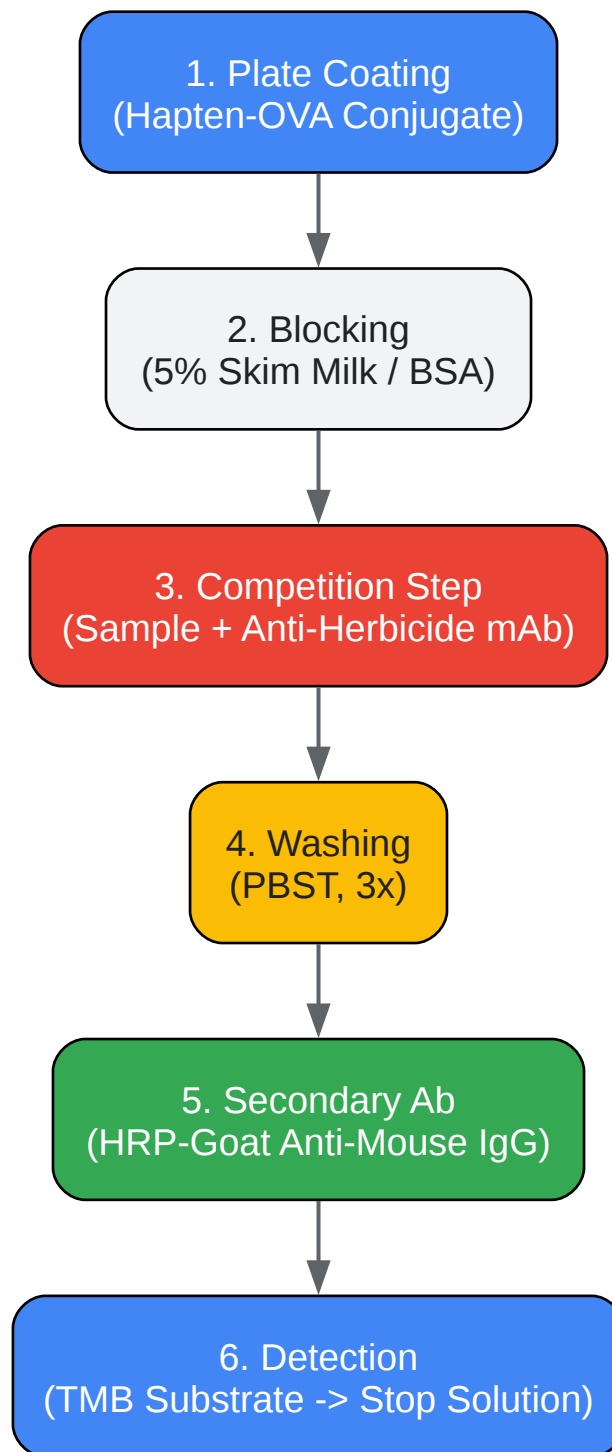 1. Plate Coating
(Hapten-OVA Conjugate)
2. Blocking
(5% Skim Milk / BSA)
3. Competition Step
(Sample + Anti-Herbicide mAb)
4. Washing
(PBST, 3x)
5. Secondary Ab
(HRP-Goat Anti-Mouse IgG)
6. Detection
(TMB Substrate -> Stop Solution)